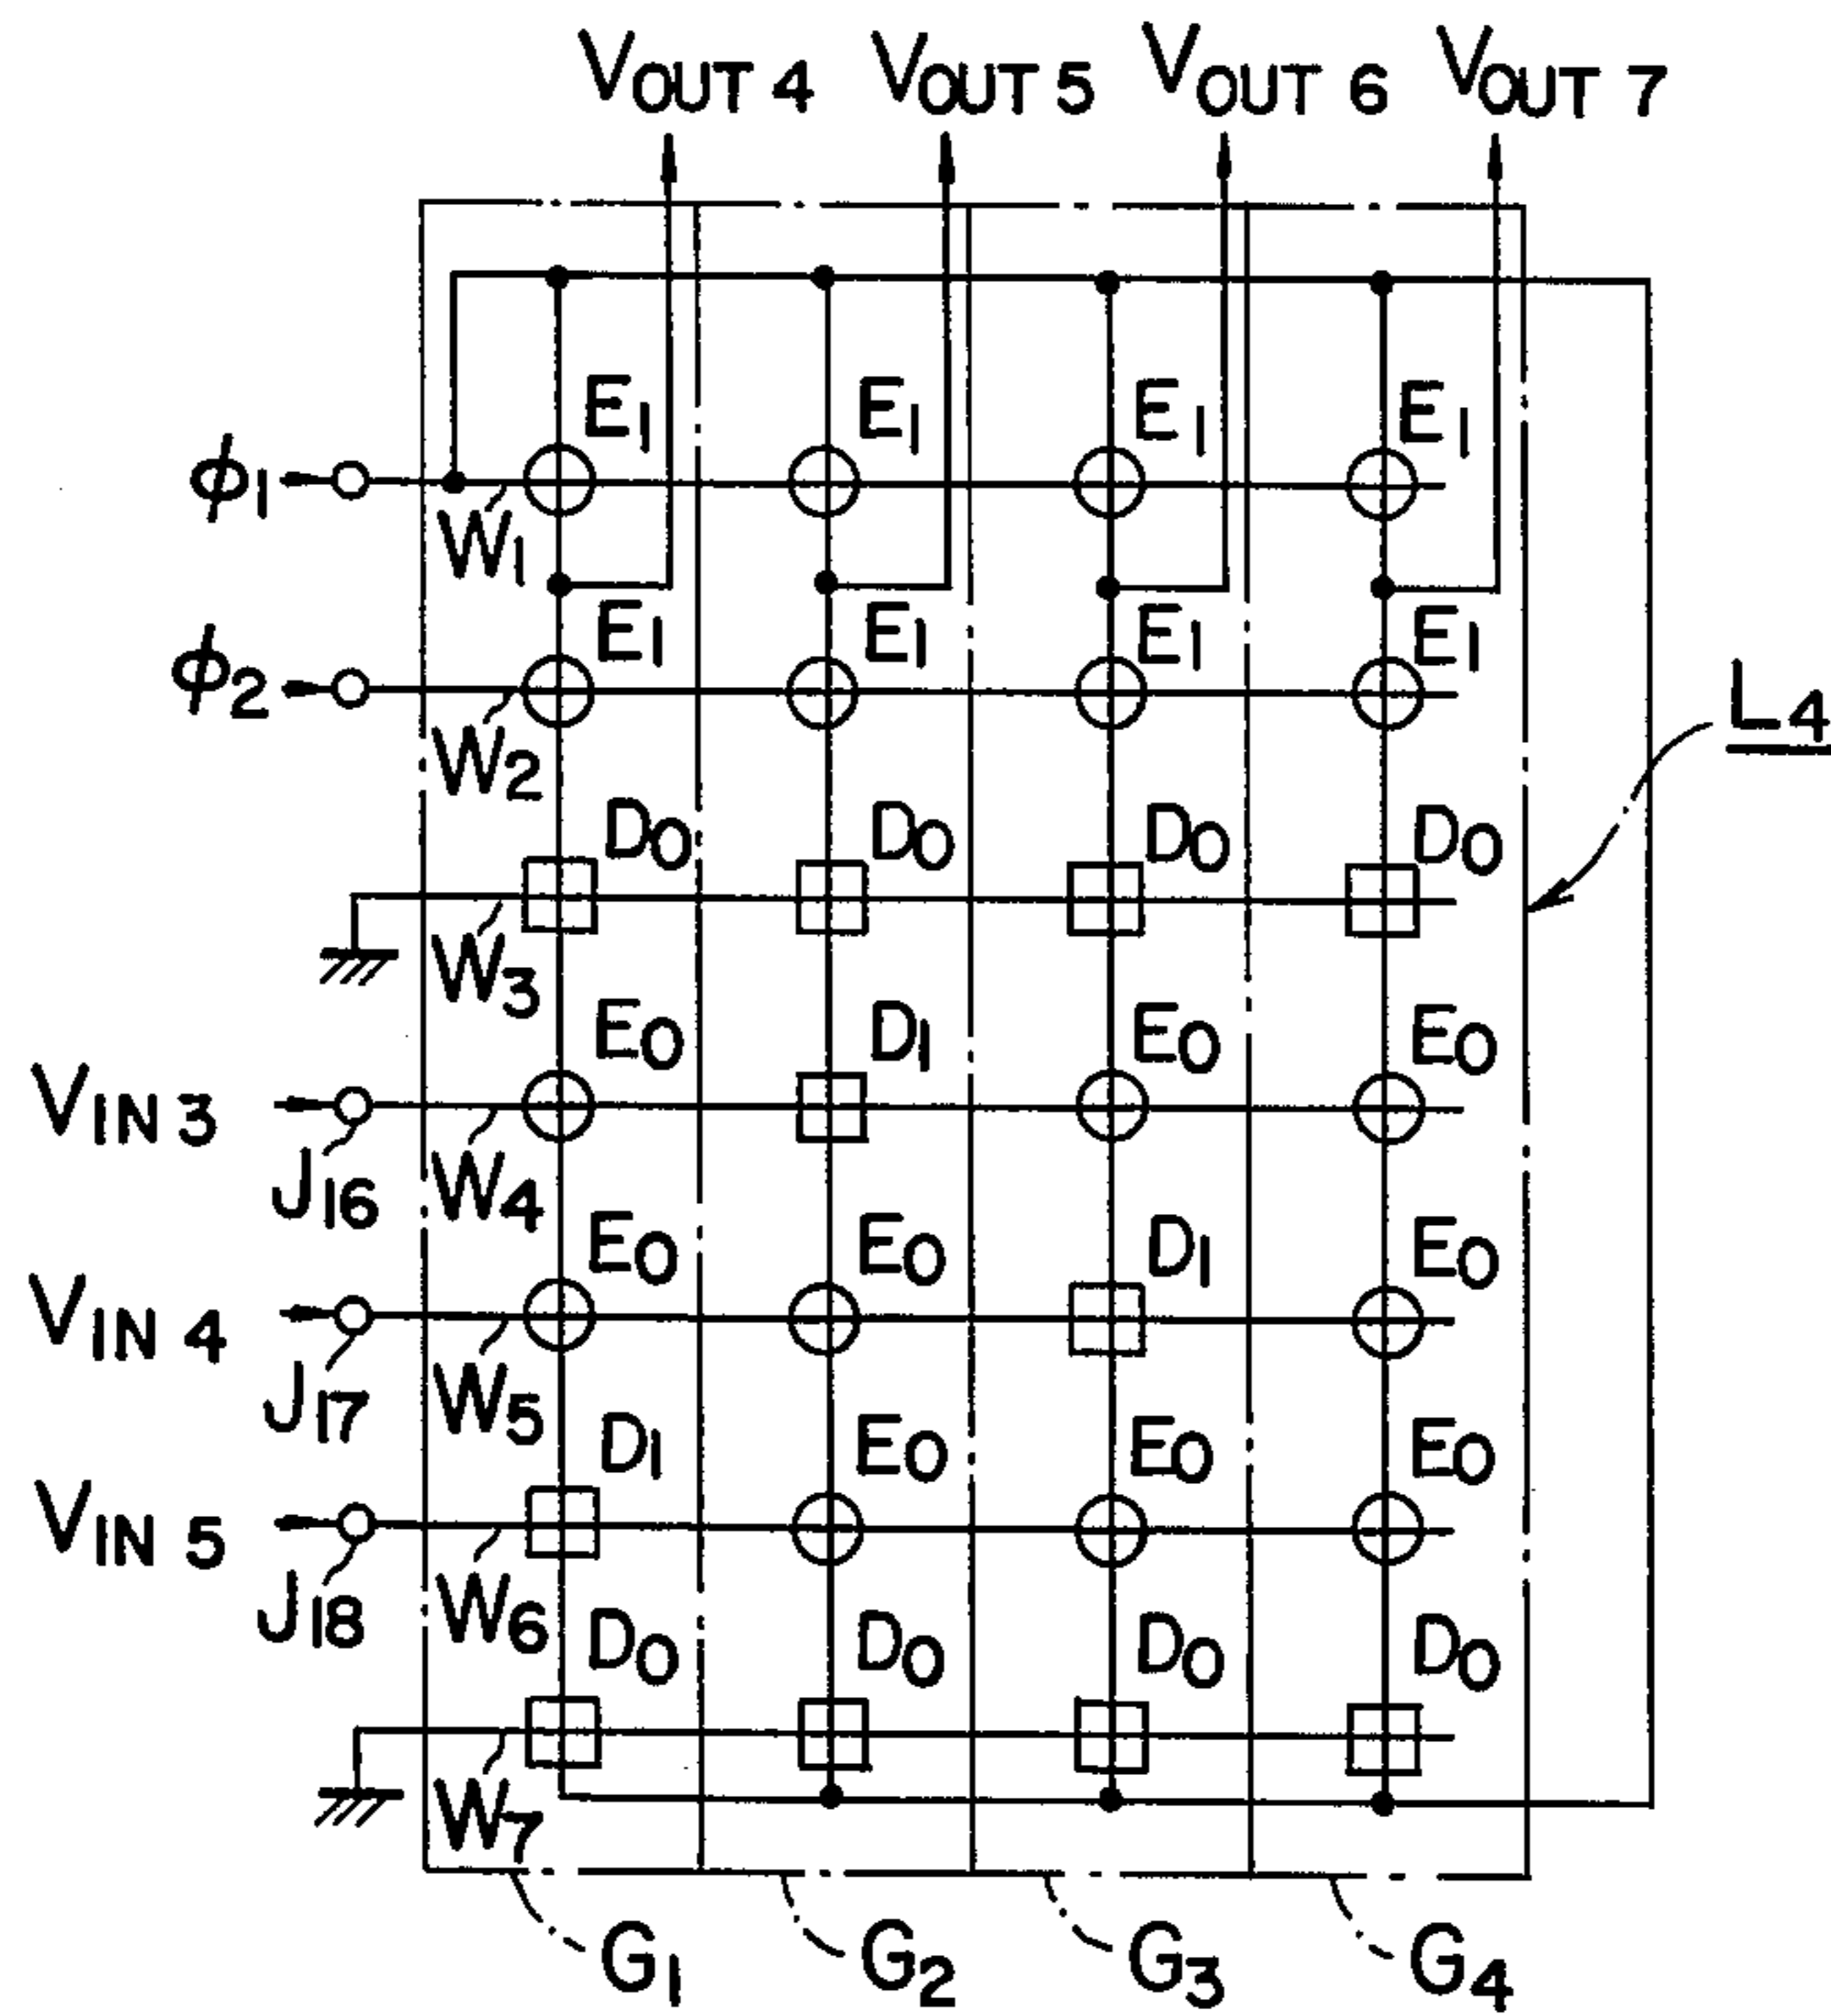 VOUT 4 VOUT 5 VOUT 6 VOUT 7
E1 E1 E1 E1
ϕ1
W1
E1 E1 E1 E1
ϕ2
L4
W2
D0 D0 D0 D0
W3
E0 D1 E0 E0
VIN 3
J16 W4
E0 E0 D1 E0
VIN 4
J17 W5
D1 E0 E0 E0
VIN 5
J18 W6
D0 D0 D0 D0
W7
G1 G2 G3 G4